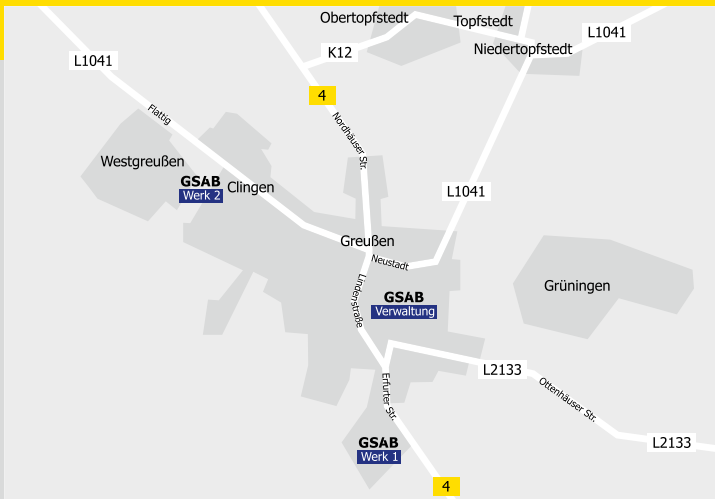 Obertopfstedt
Topfstedt
L1041
Niedertopfstedt
K12
L1041
4
Flattig
Nordhäuser Str.
Westgreußen
GSAB
Werk 2
Clingen
L1041
Greußen
Neustadt
Grüningen
Lindenstraße
GSAB
Verwaltung
L2133
Erfurter Str.
Ottenhäuser Str.
GSAB
Werk 1
L2133
4